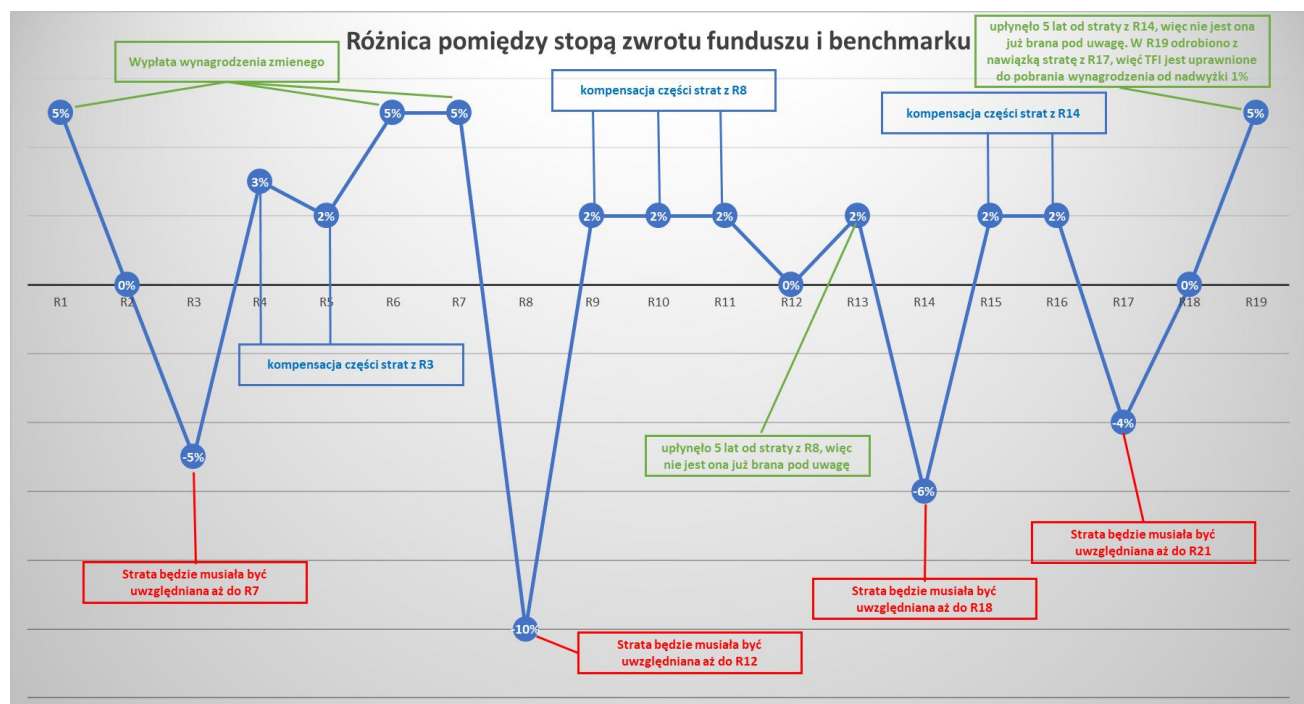 Różnica pomiędzy stopą zwrotu funduszu i benchmarku
Wypłata wynagrodzenia zmienego
upłynęło 5 lat od straty z R14, więc nie jest ona
już brana pod uwagę. W R19 odrobiono z
nawiązką stratę z R17, więć TFI jest uprawnione
do pobrania wynagrodzenia od nadwyżki 1%
kompensacja części strat z R8
kompensacja części strat z R14
5%
0%
-5%
3%
2%
5%
5%
-10%
2%
2%
2%
0%
2%
-6%
2%
2%
-4%
0%
5%
R1
R2
R3
R4
R5
R6
R7
R8
R9
R10
R11
R12
R13
R14
R15
R16
R17
R18
R19
kompensacja części strat z R3
upłynęło 5 lat od straty z R8, więc
nie jest ona już brana pod uwagę
Strata będzie musiała być
uwzględniana aż do R7
Strata będzie musiała być
uwzględniana aż do R12
Strata będzie musiała być
uwzględniana aż do R18
Strata będzie musiała być
uwzględniana aż do R21